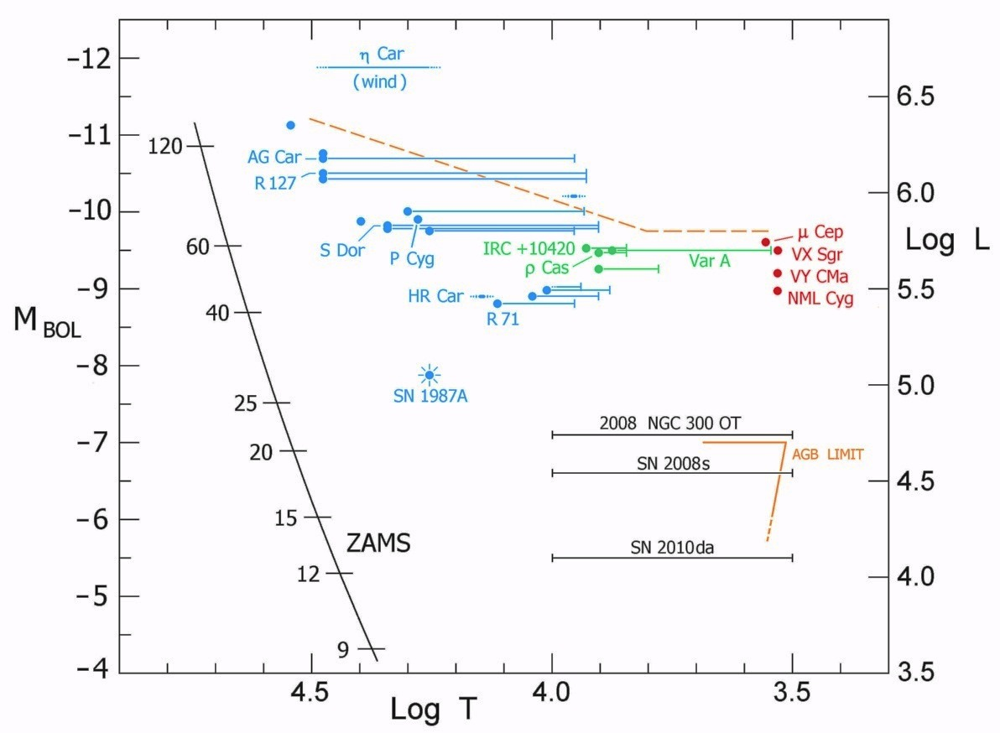 −12
η Car
(wind)
6.5
−11
120
AG Car
R 127
6.0
−10
S Dor
P Cyg
IRC +10420
ρ Cas
Var A
μ Cep
VX Sgr
VY CMa
NML Cyg
Log L
60
−9
HR Car
R 71
5.5
M BOL
40
−8
SN 1987A
5.0
25
−7
2008 NGC 300 OT
AGB LIMIT
20
SN 2008s
4.5
−6
15
ZAMS
SN 2010da
12
4.0
−5
9
−4
3.5
4.5
4.0
3.5
Log T